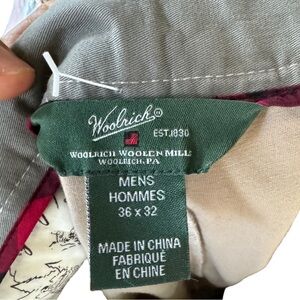 Woolrich®
EST.1830
WOOLRICH WOOLEN MILLS
WOOLRICH, PA
MENS
HOMMES
36 X 32
MADE IN CHINA
FABRIQUÉ
EN CHINE